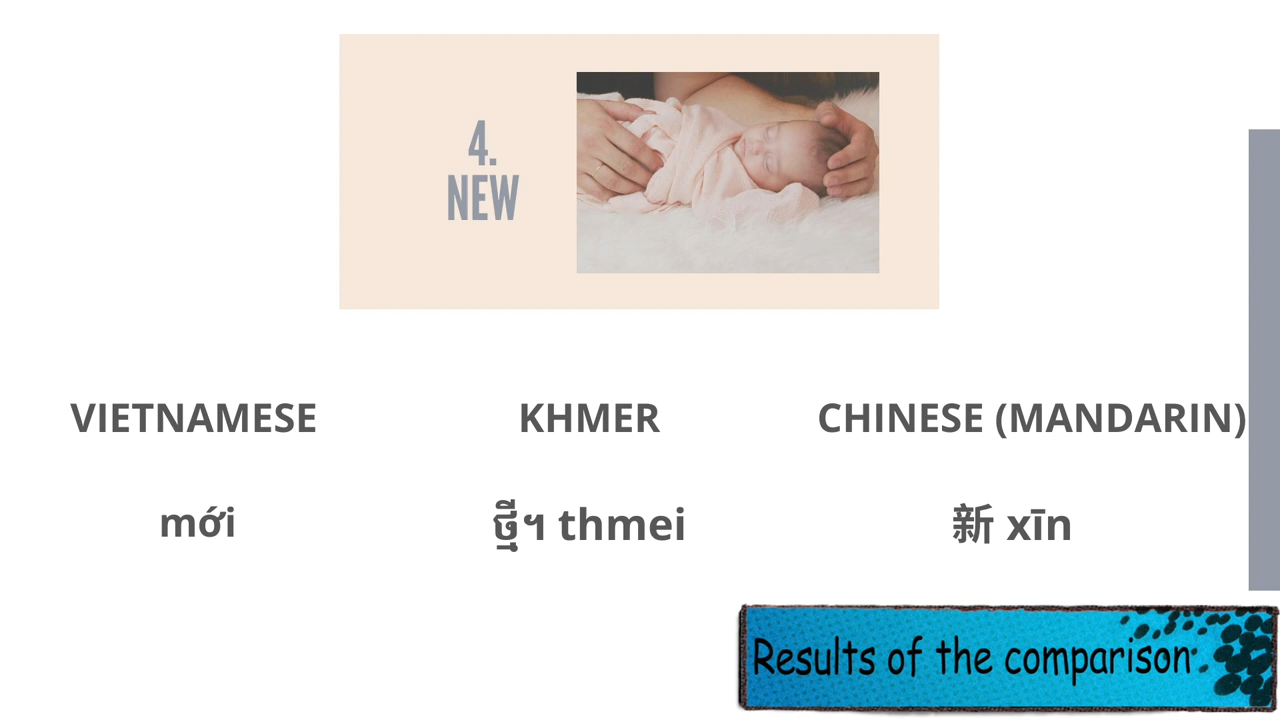 4.
NEW
VIETNAMESE KHMER CHINESE (MANDARIN)
mới ថ្មី។ thmei 新 xīn
Results of the comparison